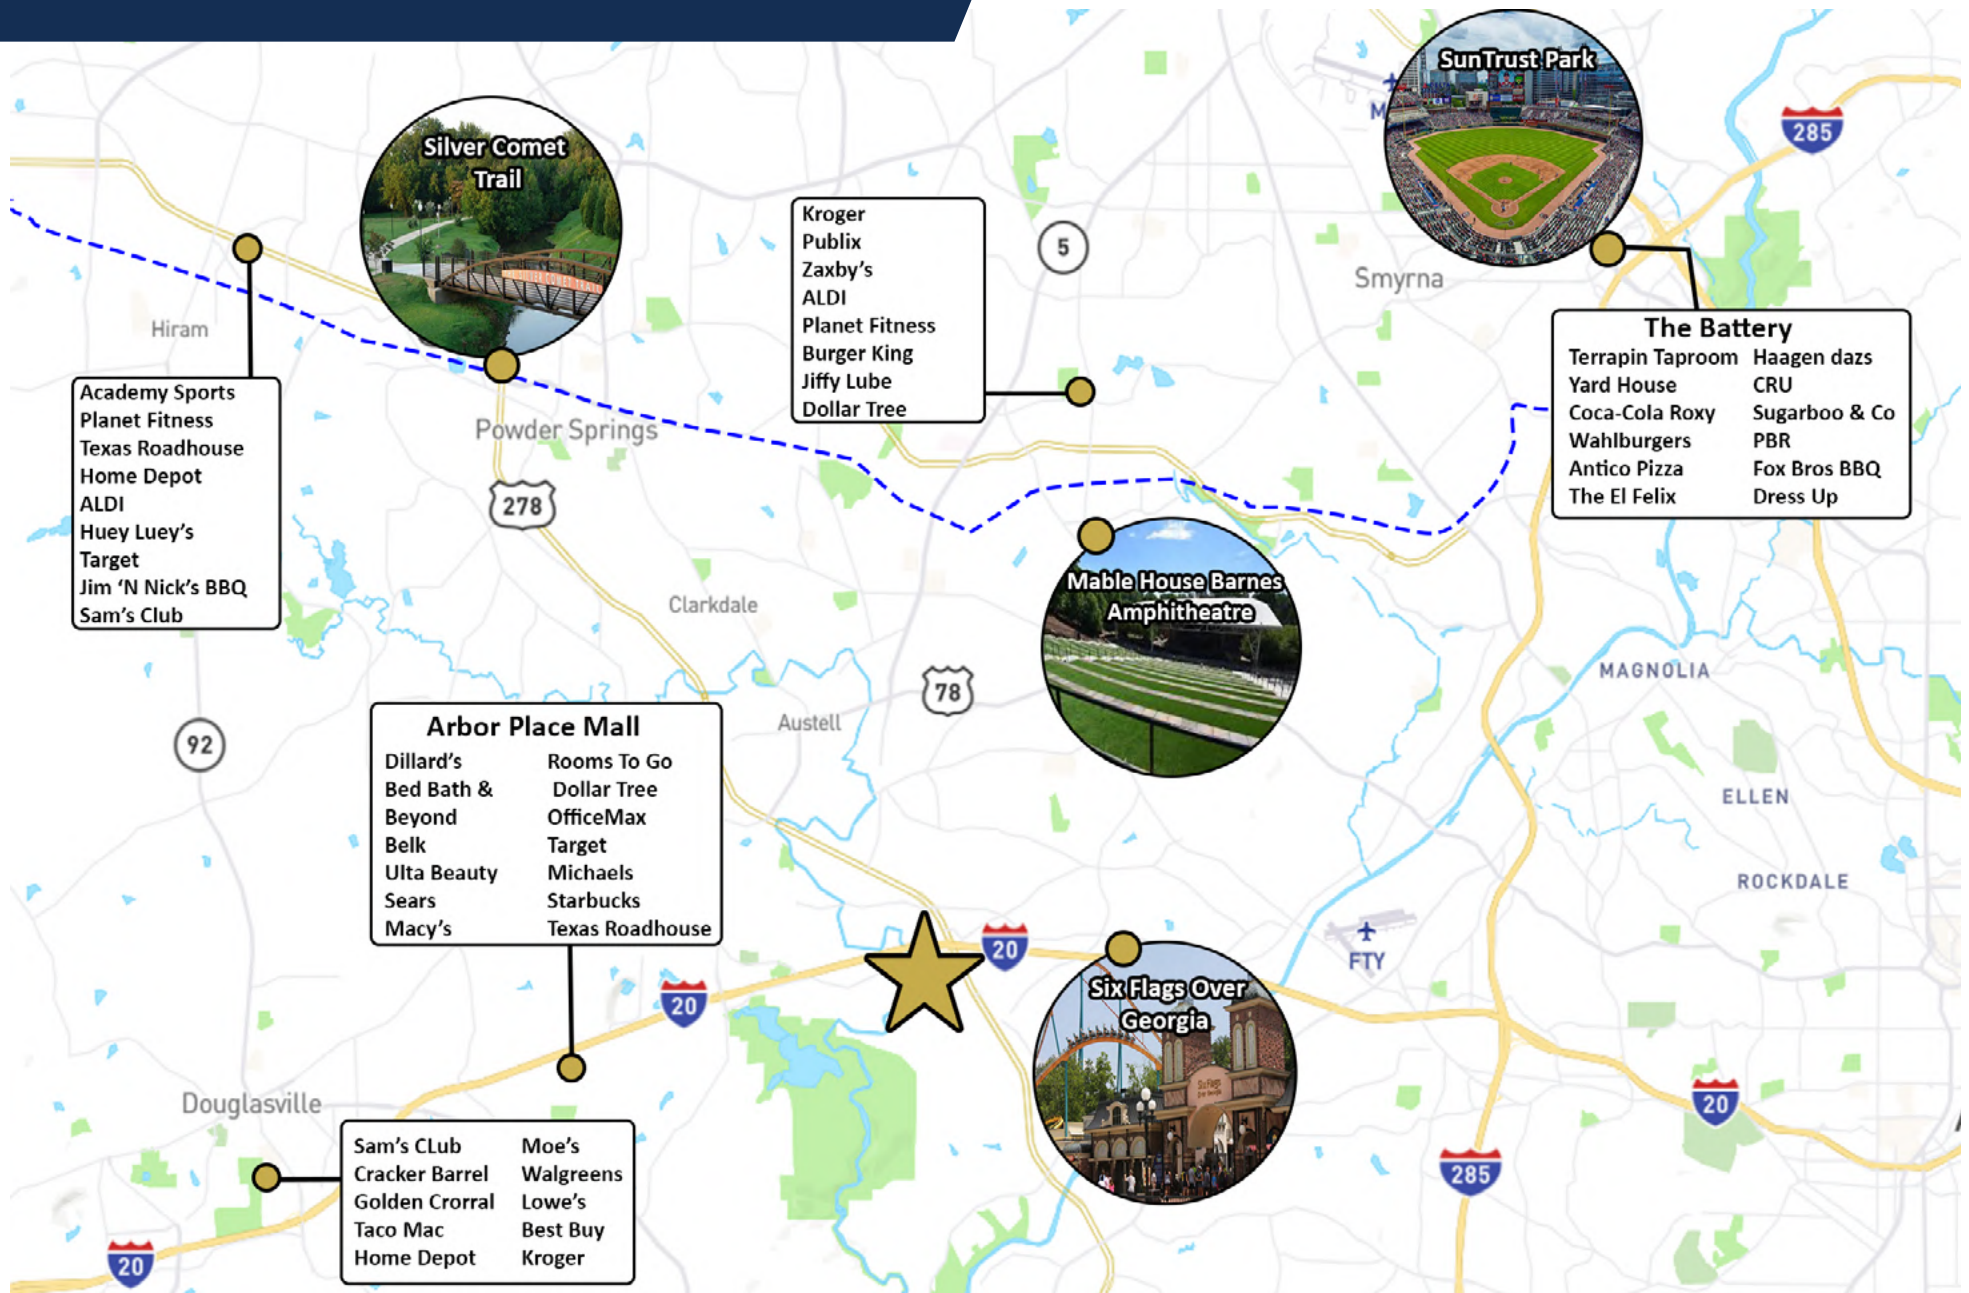 SunTrust Park
M
285
Silver Comet
Trail
Kroger
Publix
Zaxby's
ALDI
Planet Fitness
Burger King
Jiffy Lube
Dollar Tree
5
Smyrna
Hiram
The Battery
Terrapin Taproom Haagen dazs
Yard House CRU
Coca-Cola Roxy Sugarboo & Co
Wahlburgers PBR
Antico Pizza Fox Bros BBQ
The El Felix Dress Up
Academy Sports
Planet Fitness
Texas Roadhouse
Home Depot
ALDI
Huey Luey's
Target
Jim 'N Nick's BBQ
Sam's Club
Powder Springs
278
Mable House Barnes
Amphitheatre
Clarkdale
78
MAGNOLIA
Austell
92
Arbor Place Mall
Dillard's Rooms To Go
Bed Bath & Dollar Tree
Beyond OfficeMax
Belk Target
Ulta Beauty Michaels
Sears Starbucks
Macy's Texas Roadhouse
ELLEN
ROCKDALE
20
FTY
20
Six Flags Over
Georgia
Six Flags
Douglasville
20
Sam's CLub Moe's
Cracker Barrel Walgreens
Golden Crorral Lowe's
Taco Mac Best Buy
Home Depot Kroger
285
20